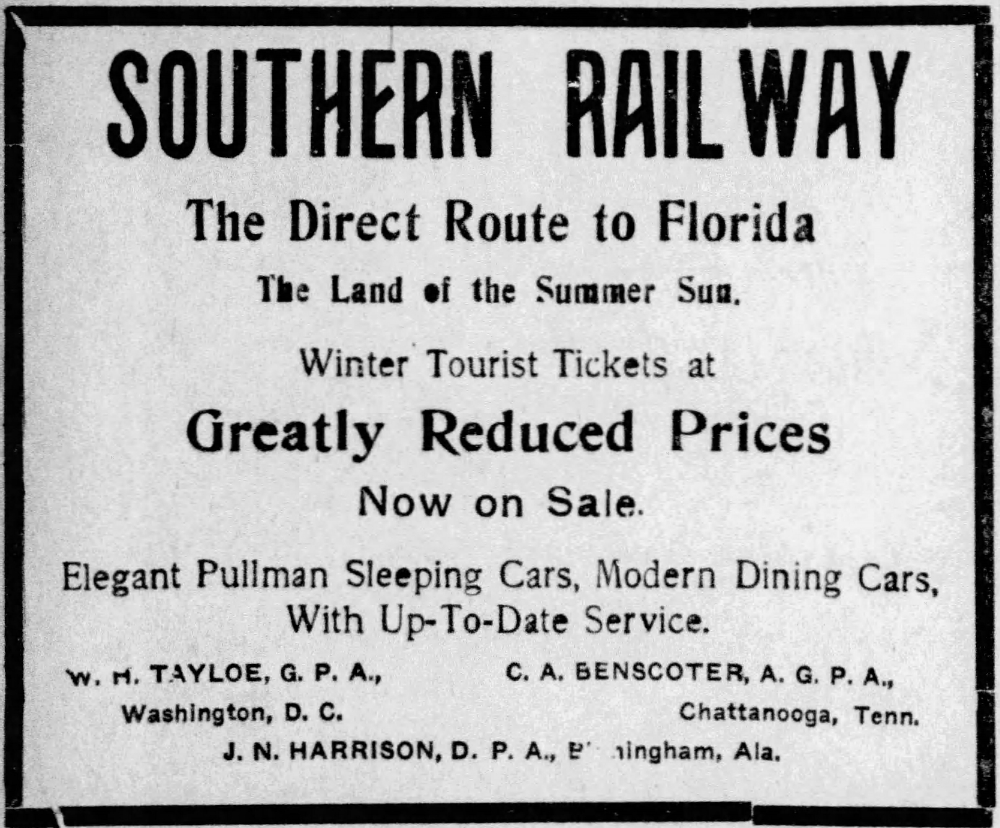 SOUTHERN RAILWAY
The Direct Route to Florida
The Land of the Summer Sun.
Winter Tourist Tickets at
Greatly Reduced Prices
Now on Sale.
Elegant Pullman Sleeping Cars, Modern Dining Cars,
With Up-To-Date Service.
W. H. TAYLOE, G. P. A., C. A. BENSCOTER, A. G. P. A.,
Washington, D. C. Chattanooga, Tenn.
J. N. HARRISON, D. P. A., Ala.